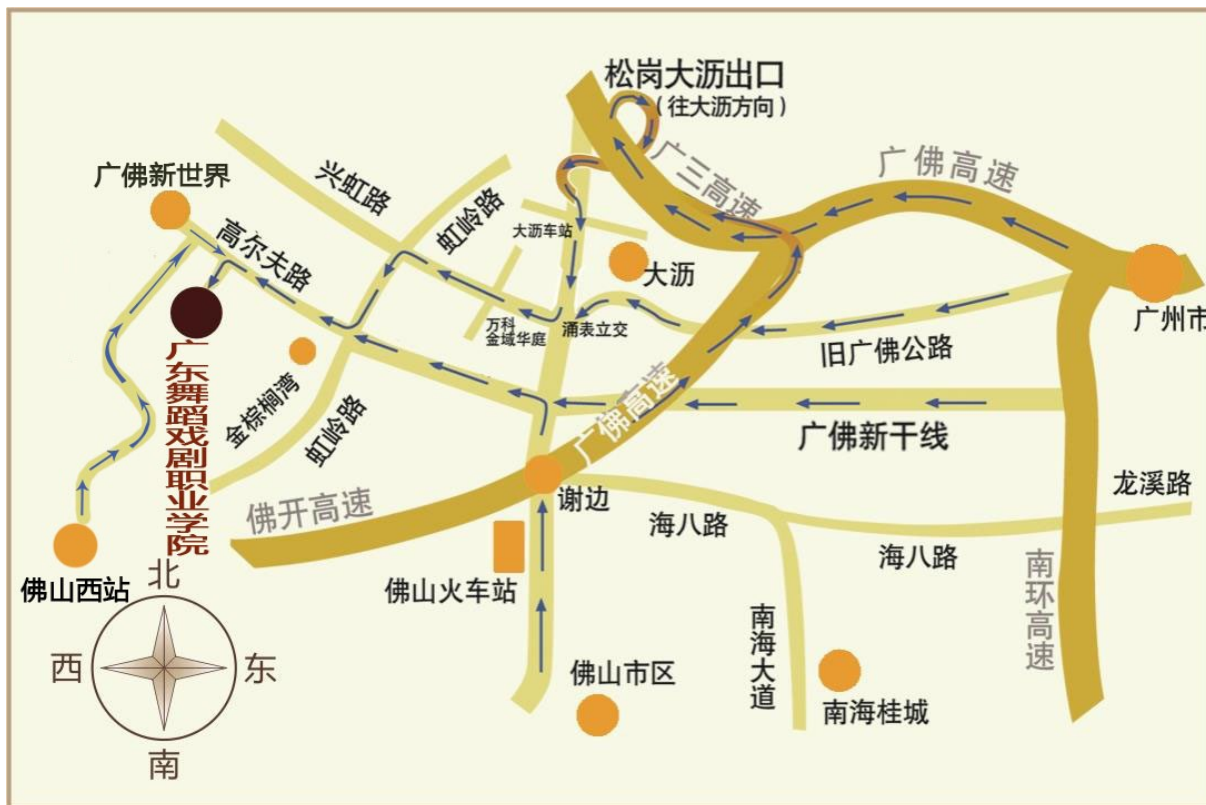 松岗大沥出口
（往大沥方向）
广佛新世界
兴虹路
虹岭路
广三高速
广佛高速
高尔夫路
大沥车站
大沥
万科
金域华庭
涌表立交
旧广佛公路
广州市
广东舞蹈戏剧职业学院
金棕榈湾
虹岭路
广佛高速
广佛新干线
佛开高速
谢边
海八路
龙溪路
海八路
佛山西站
佛山火车站
南环高速
南海大道
佛山市区
南海桂城
北
西
东
南